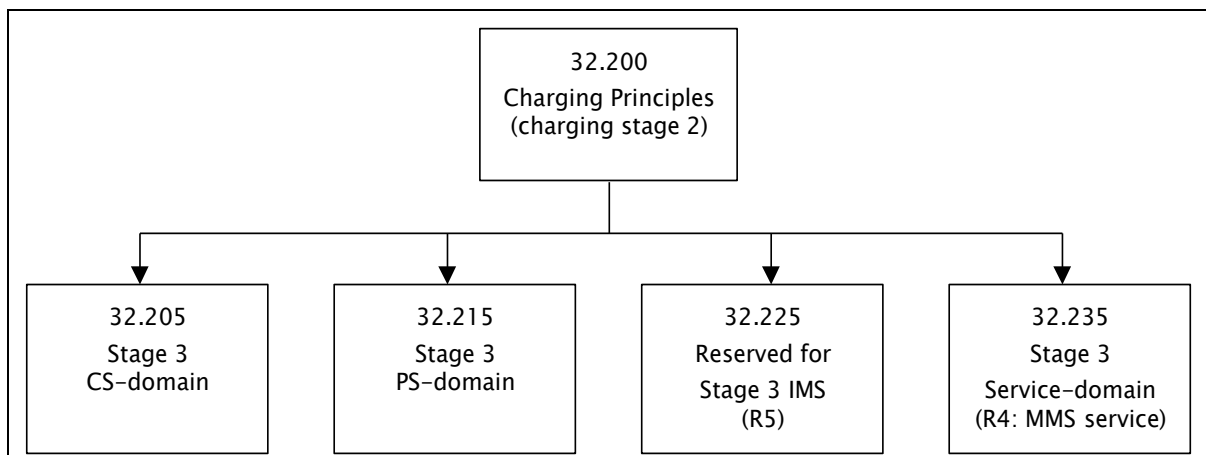 32.200
Charging Principles
(charging stage 2)
32.205
Stage 3
CS-domain
32.215
Stage 3
PS-domain
32.225
Reserved for
Stage 3 IMS
(R5)
32.235
Stage 3
Service-domain
(R4: MMS service)